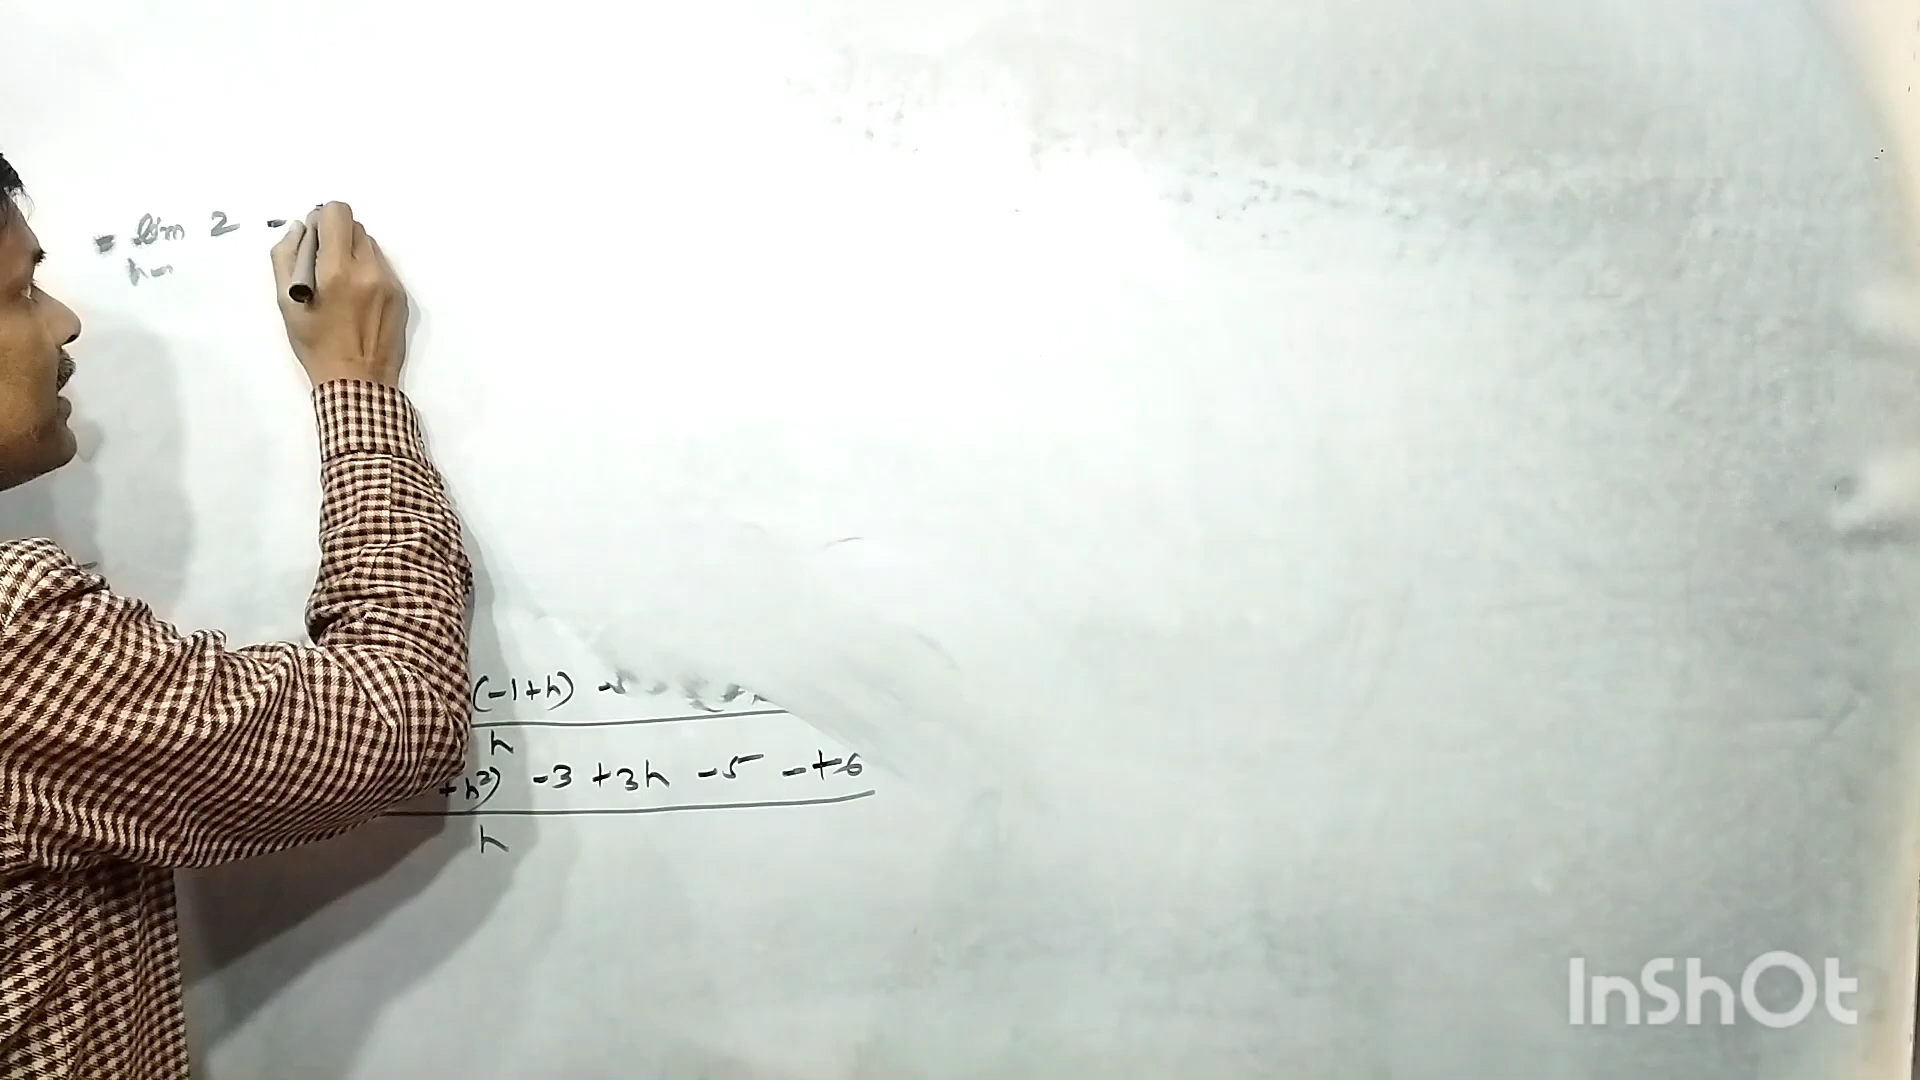 = lim 2 -
h→
(-1+h) -
h
+h²) -3 +3h -5 - +6
h
InShOt